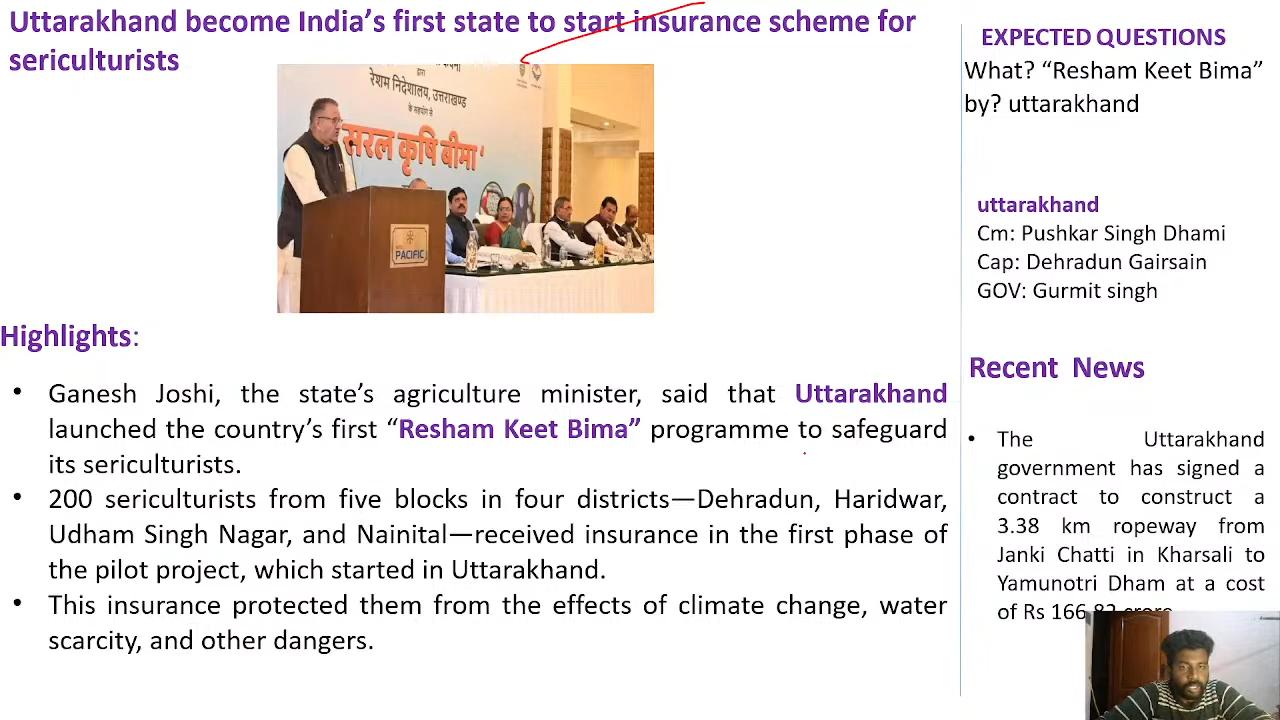 Uttarakhand become India’s first state to start insurance scheme for
sericulturists
द्वारा
रेशम निदेशालय, उत्तराखण्ड
के सहयोग से
सरल कृषि बीमा
PACIFIC
Highlights:
• Ganesh Joshi, the state’s agriculture minister, said that Uttarakhand
launched the country’s first “Resham Keet Bima” programme to safeguard
its sericulturists.
• 200 sericulturists from five blocks in four districts—Dehradun, Haridwar,
Udham Singh Nagar, and Nainital—received insurance in the first phase of
the pilot project, which started in Uttarakhand.
• This insurance protected them from the effects of climate change, water
scarcity, and other dangers.
EXPECTED QUESTIONS
What? “Resham Keet Bima”
by? uttarakhand
uttarakhand
Cm: Pushkar Singh Dhami
Cap: Dehradun Gairsain
GOV: Gurmit singh
Recent News
• The Uttarakhand
government has signed a
contract to construct a
3.38 km ropeway from
Janki Chatti in Kharsali to
Yamunotri Dham at a cost
of Rs 166.82 crore